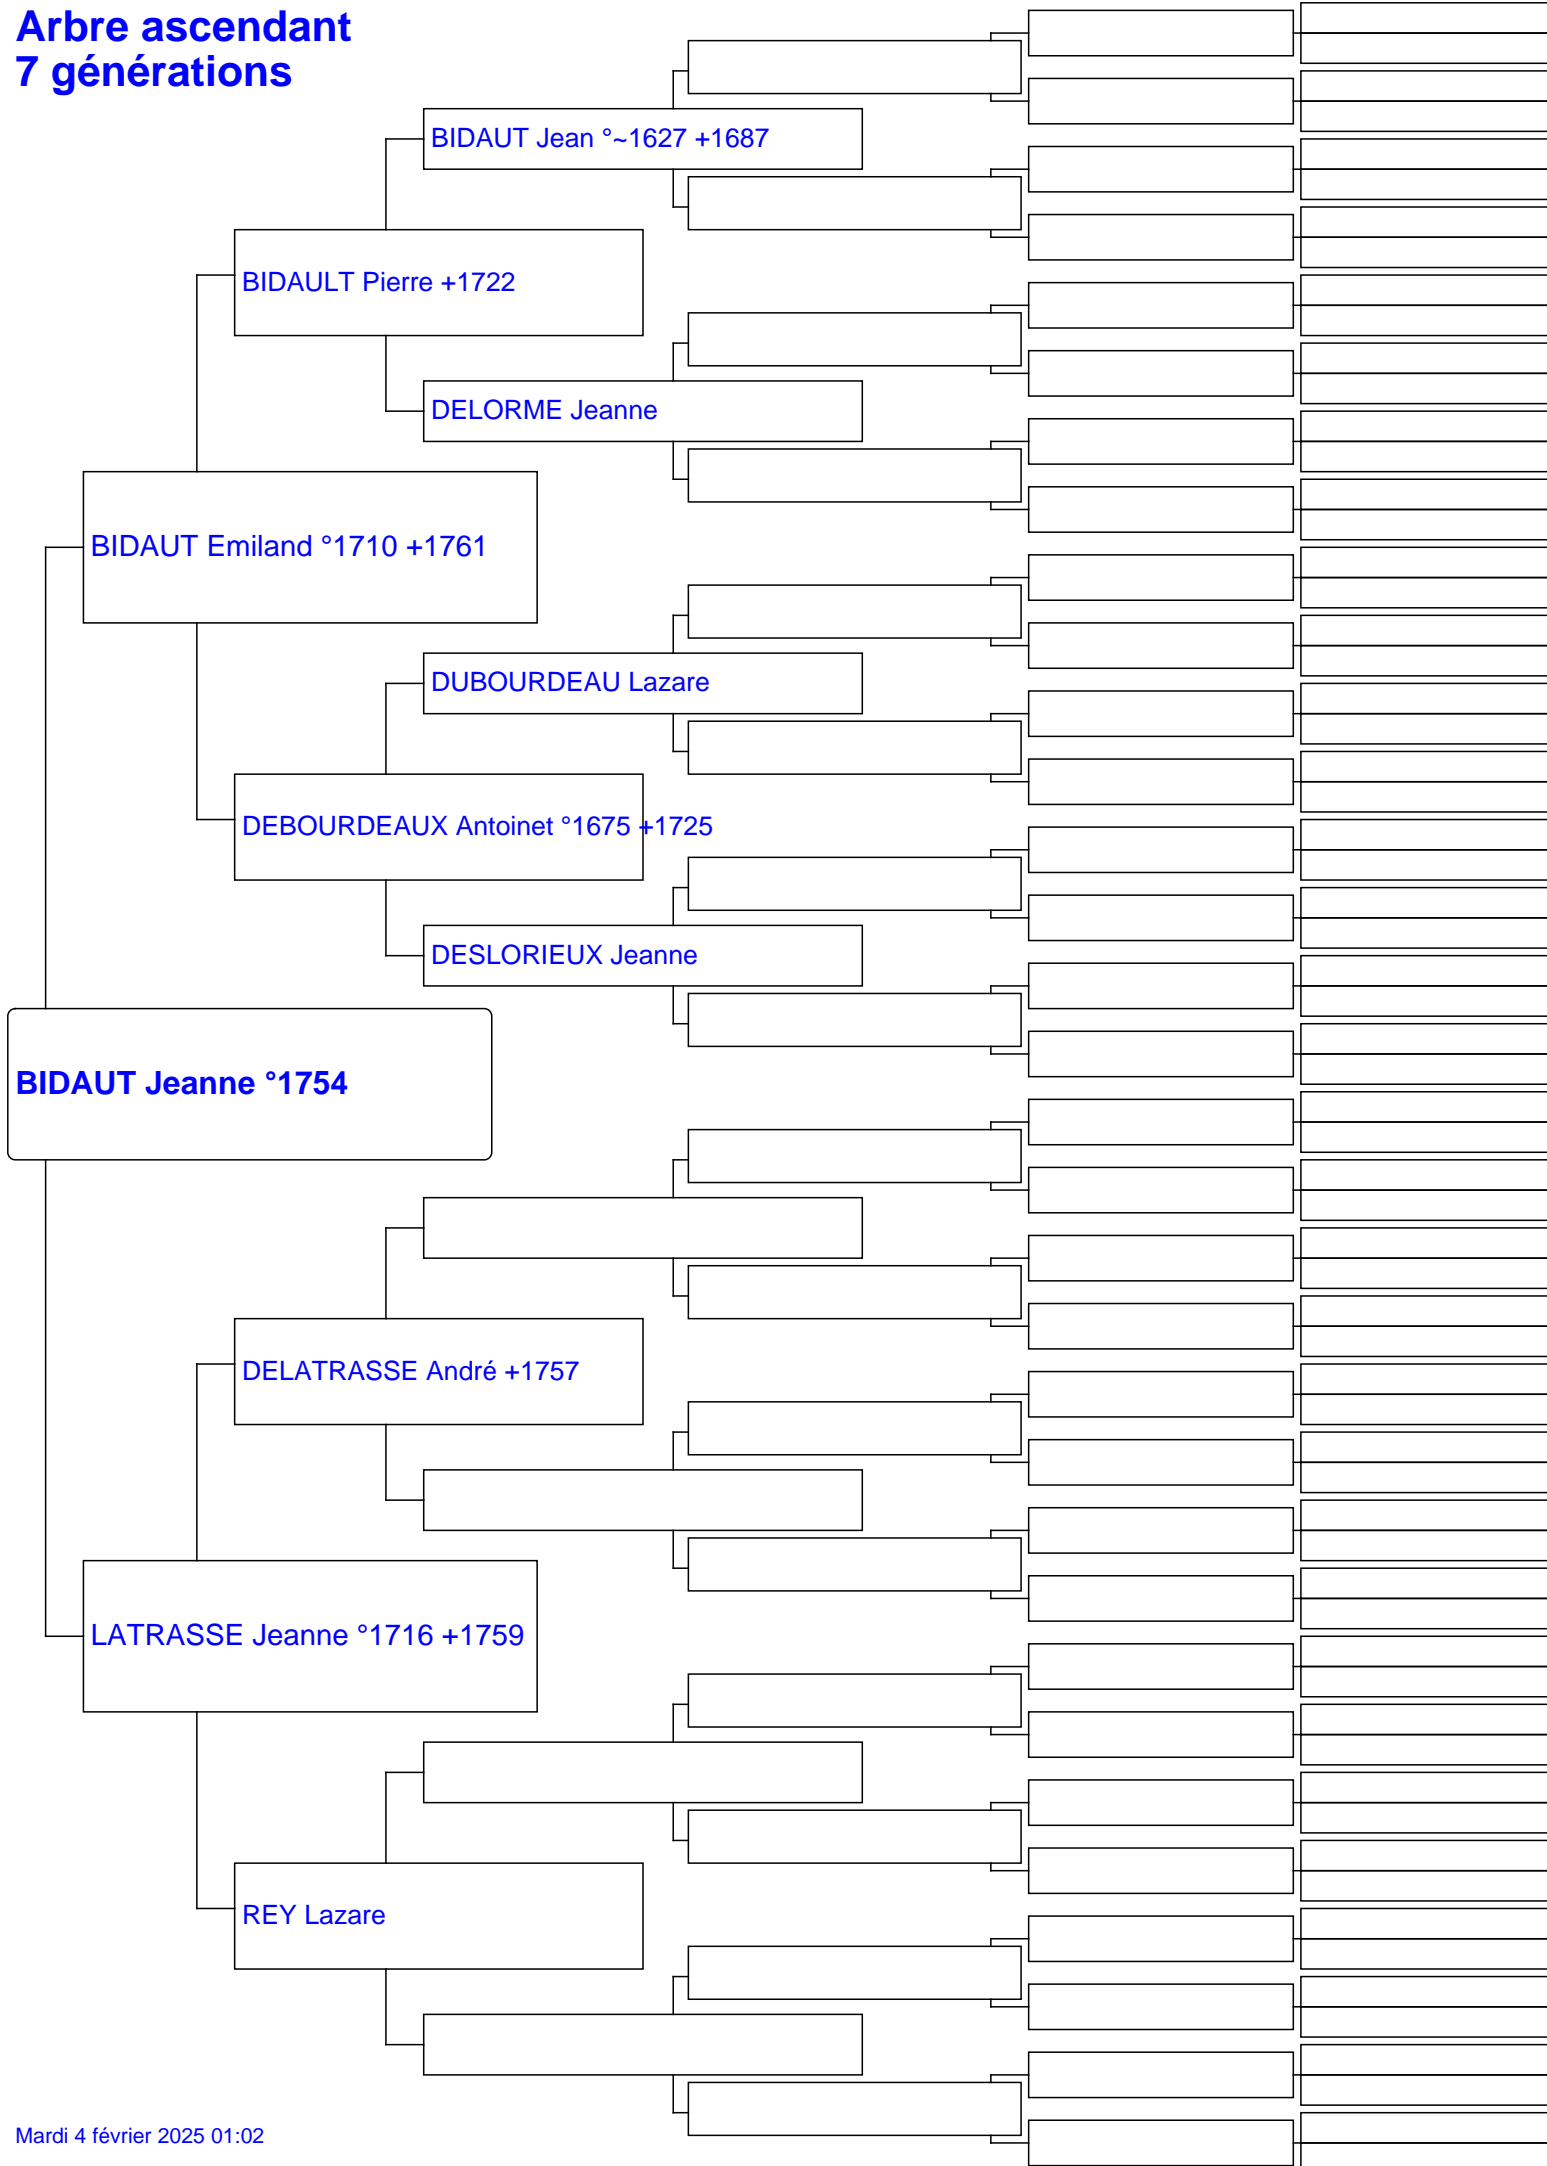 Arbre ascendant
7 générations
BIDAUT Jean °~1627 +1687
BIDAULT Pierre +1722
DELORME Jeanne
BIDAUT Emiland °1710 +1761
DUBOURDEAU Lazare
DEBOURDEAUX Antoinet °1675 +1725
DESLORIEUX Jeanne
BIDAUT Jeanne °1754
DELATRASSE André +1757
LATRASSE Jeanne °1716 +1759
REY Lazare
Mardi 4 février 2025 01:02